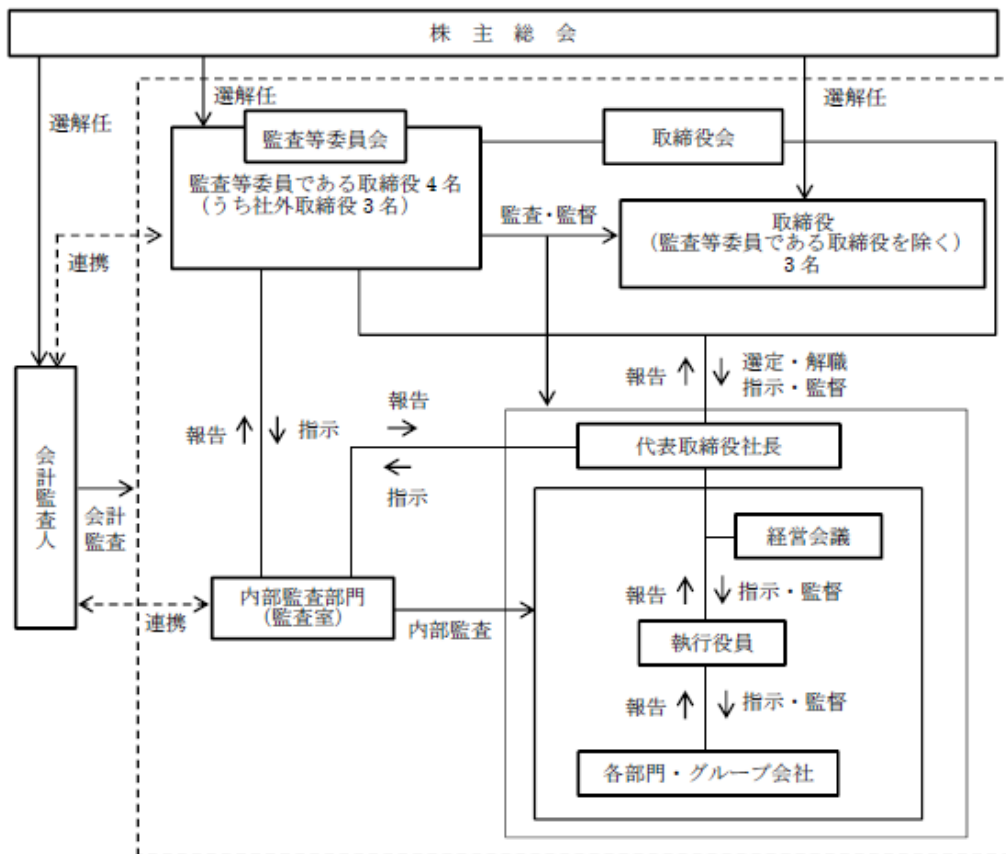 株 主 総 会
選解任
選解任
選解任
監査等委員会
取締役会
監査等委員である取締役 4 名
（うち社外取締役 3 名）
監査・監督
取締役
（監査等委員である取締役を除く）
3 名
連携
報告
選定・解職
指示・監督
報告
指示
報告
指示
代表取締役社長
会計監査人
会計
監査
経営会議
報告
指示・監督
内部監査部門
（監査室）
連携
内部監査
執行役員
報告
指示・監督
各部門・グループ会社